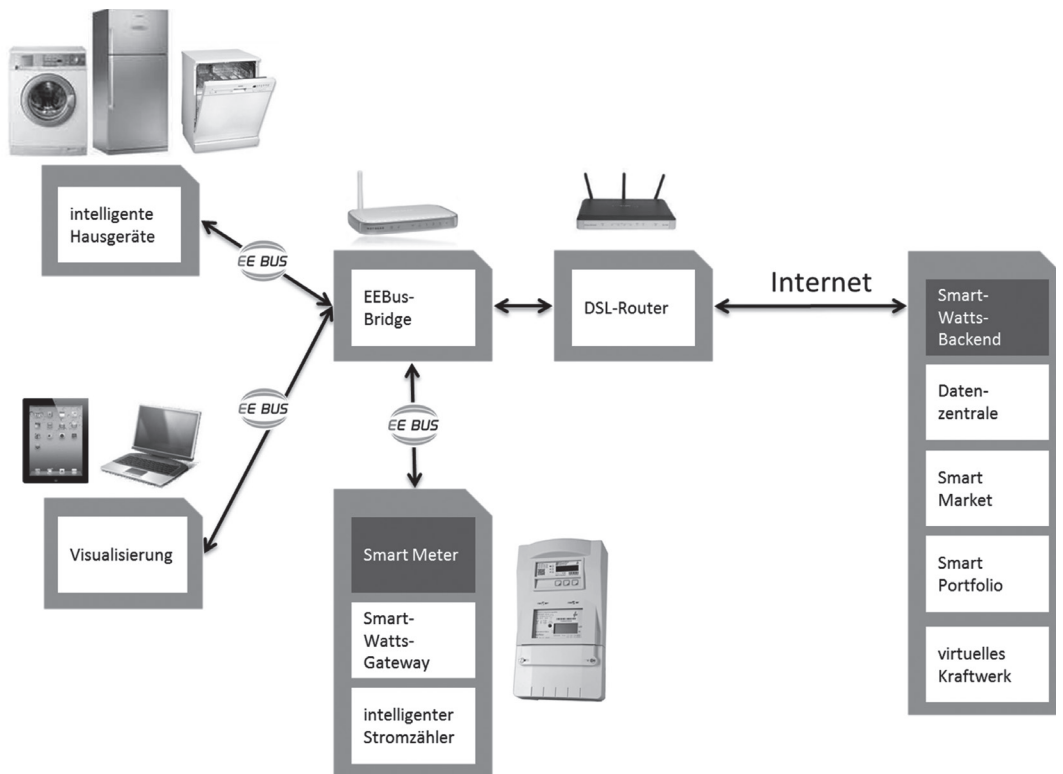 intelligente
Hausgeräte
EE BUS
EEBus-
Bridge
DSL-Router
Internet
Smart-
Watts-
Backend
Daten-
zentrale
Smart
Market
Smart
Portfolio
virtuelles
Kraftwerk
EE BUS
EE BUS
Visualisierung
Smart Meter
Smart-
Watts-
Gateway
intelligenter
Stromzähler